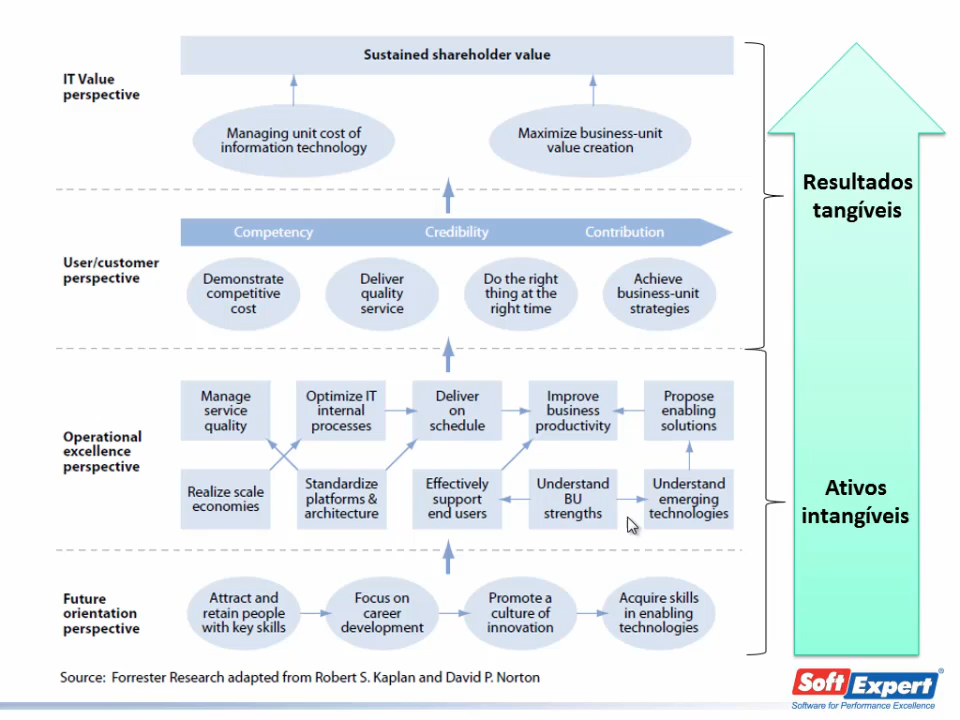 Sustained shareholder value
IT Value
perspective
Managing unit cost of
information technology
Maximize business-unit
value creation
Resultados
tangíveis
Competency
Credibility
Contribution
User/customer
perspective
Demonstrate
competitive
cost
Deliver
quality
service
Do the right
thing at the
right time
Achieve
business-unit
strategies
Operational
excellence
perspective
Manage
service
quality
Optimize IT
internal
processes
Deliver
on
schedule
Improve
business
productivity
Propose
enabling
solutions
Realize scale
economies
Standardize
platforms &
architecture
Effectively
support
end users
Understand
BU
strengths
Understand
emerging
technologies
Ativos
intangíveis
Future
orientation
perspective
Attract and
retain people
with key skills
Focus on
career
development
Promote a
culture of
innovation
Acquire skills
in enabling
technologies
Source: Forrester Research adapted from Robert S. Kaplan and David P. Norton
SoftExpert®
Software for Performance Excellence